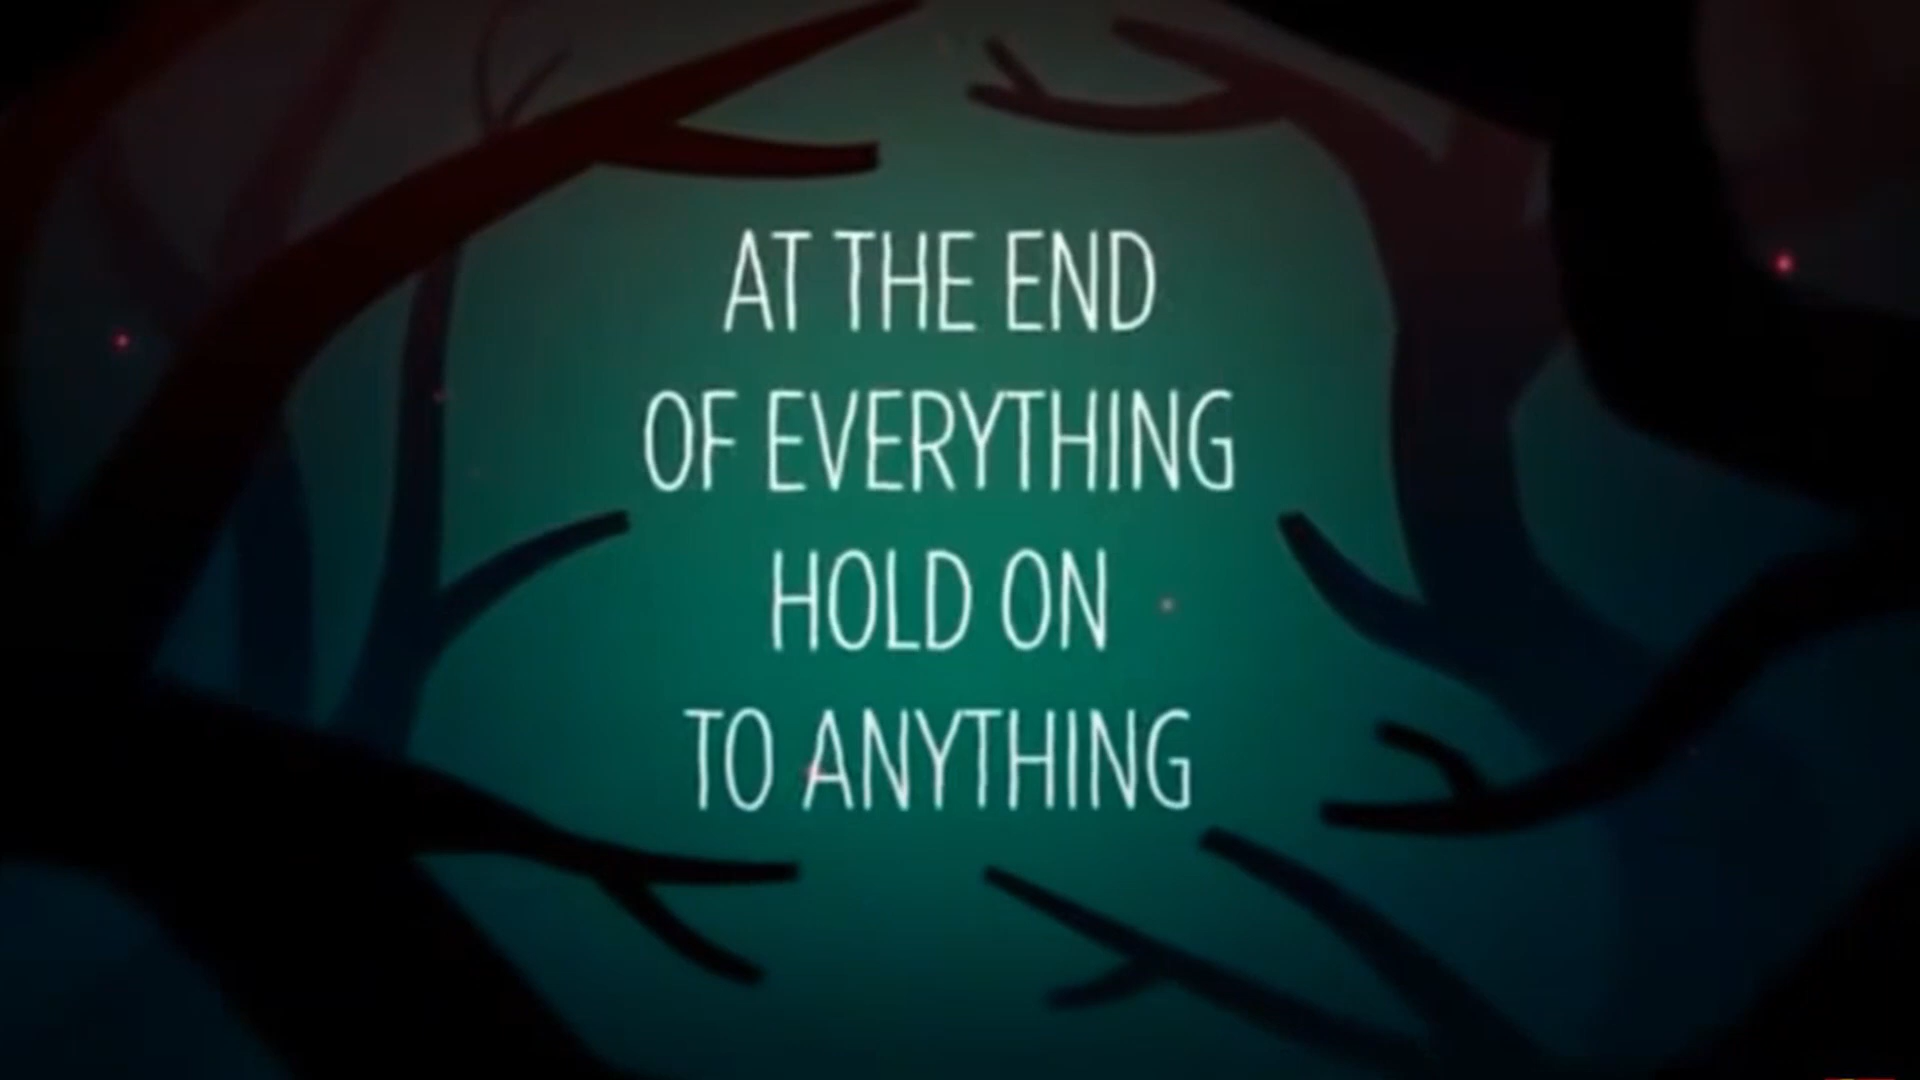 AT THE END
OF EVERYTHING
HOLD ON
TO ANYTHING